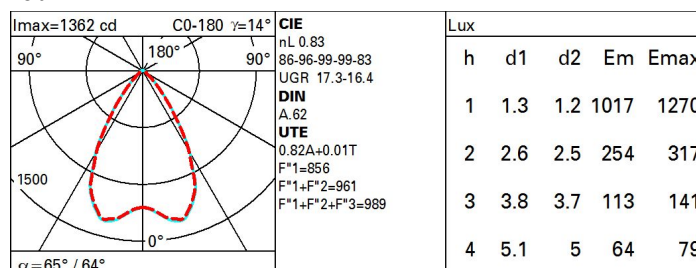 Imax=1362 cd C0-180 γ=14°
90° 180° 90°
1500
0°
α=65° / 64°
CIE
nL 0.83
86-96-99-99-83
UGR 17.3-16.4
DIN
A.62
UTE
0.82A+0.01T
F"1=856
F"1+F"2=961
F"1+F"2+F"3=989
Lux
h d1 d2 Em Emax
1 1.3 1.2 1017 1270
2 2.6 2.5 254 317
3 3.8 3.7 113 141
4 5.1 5 64 79